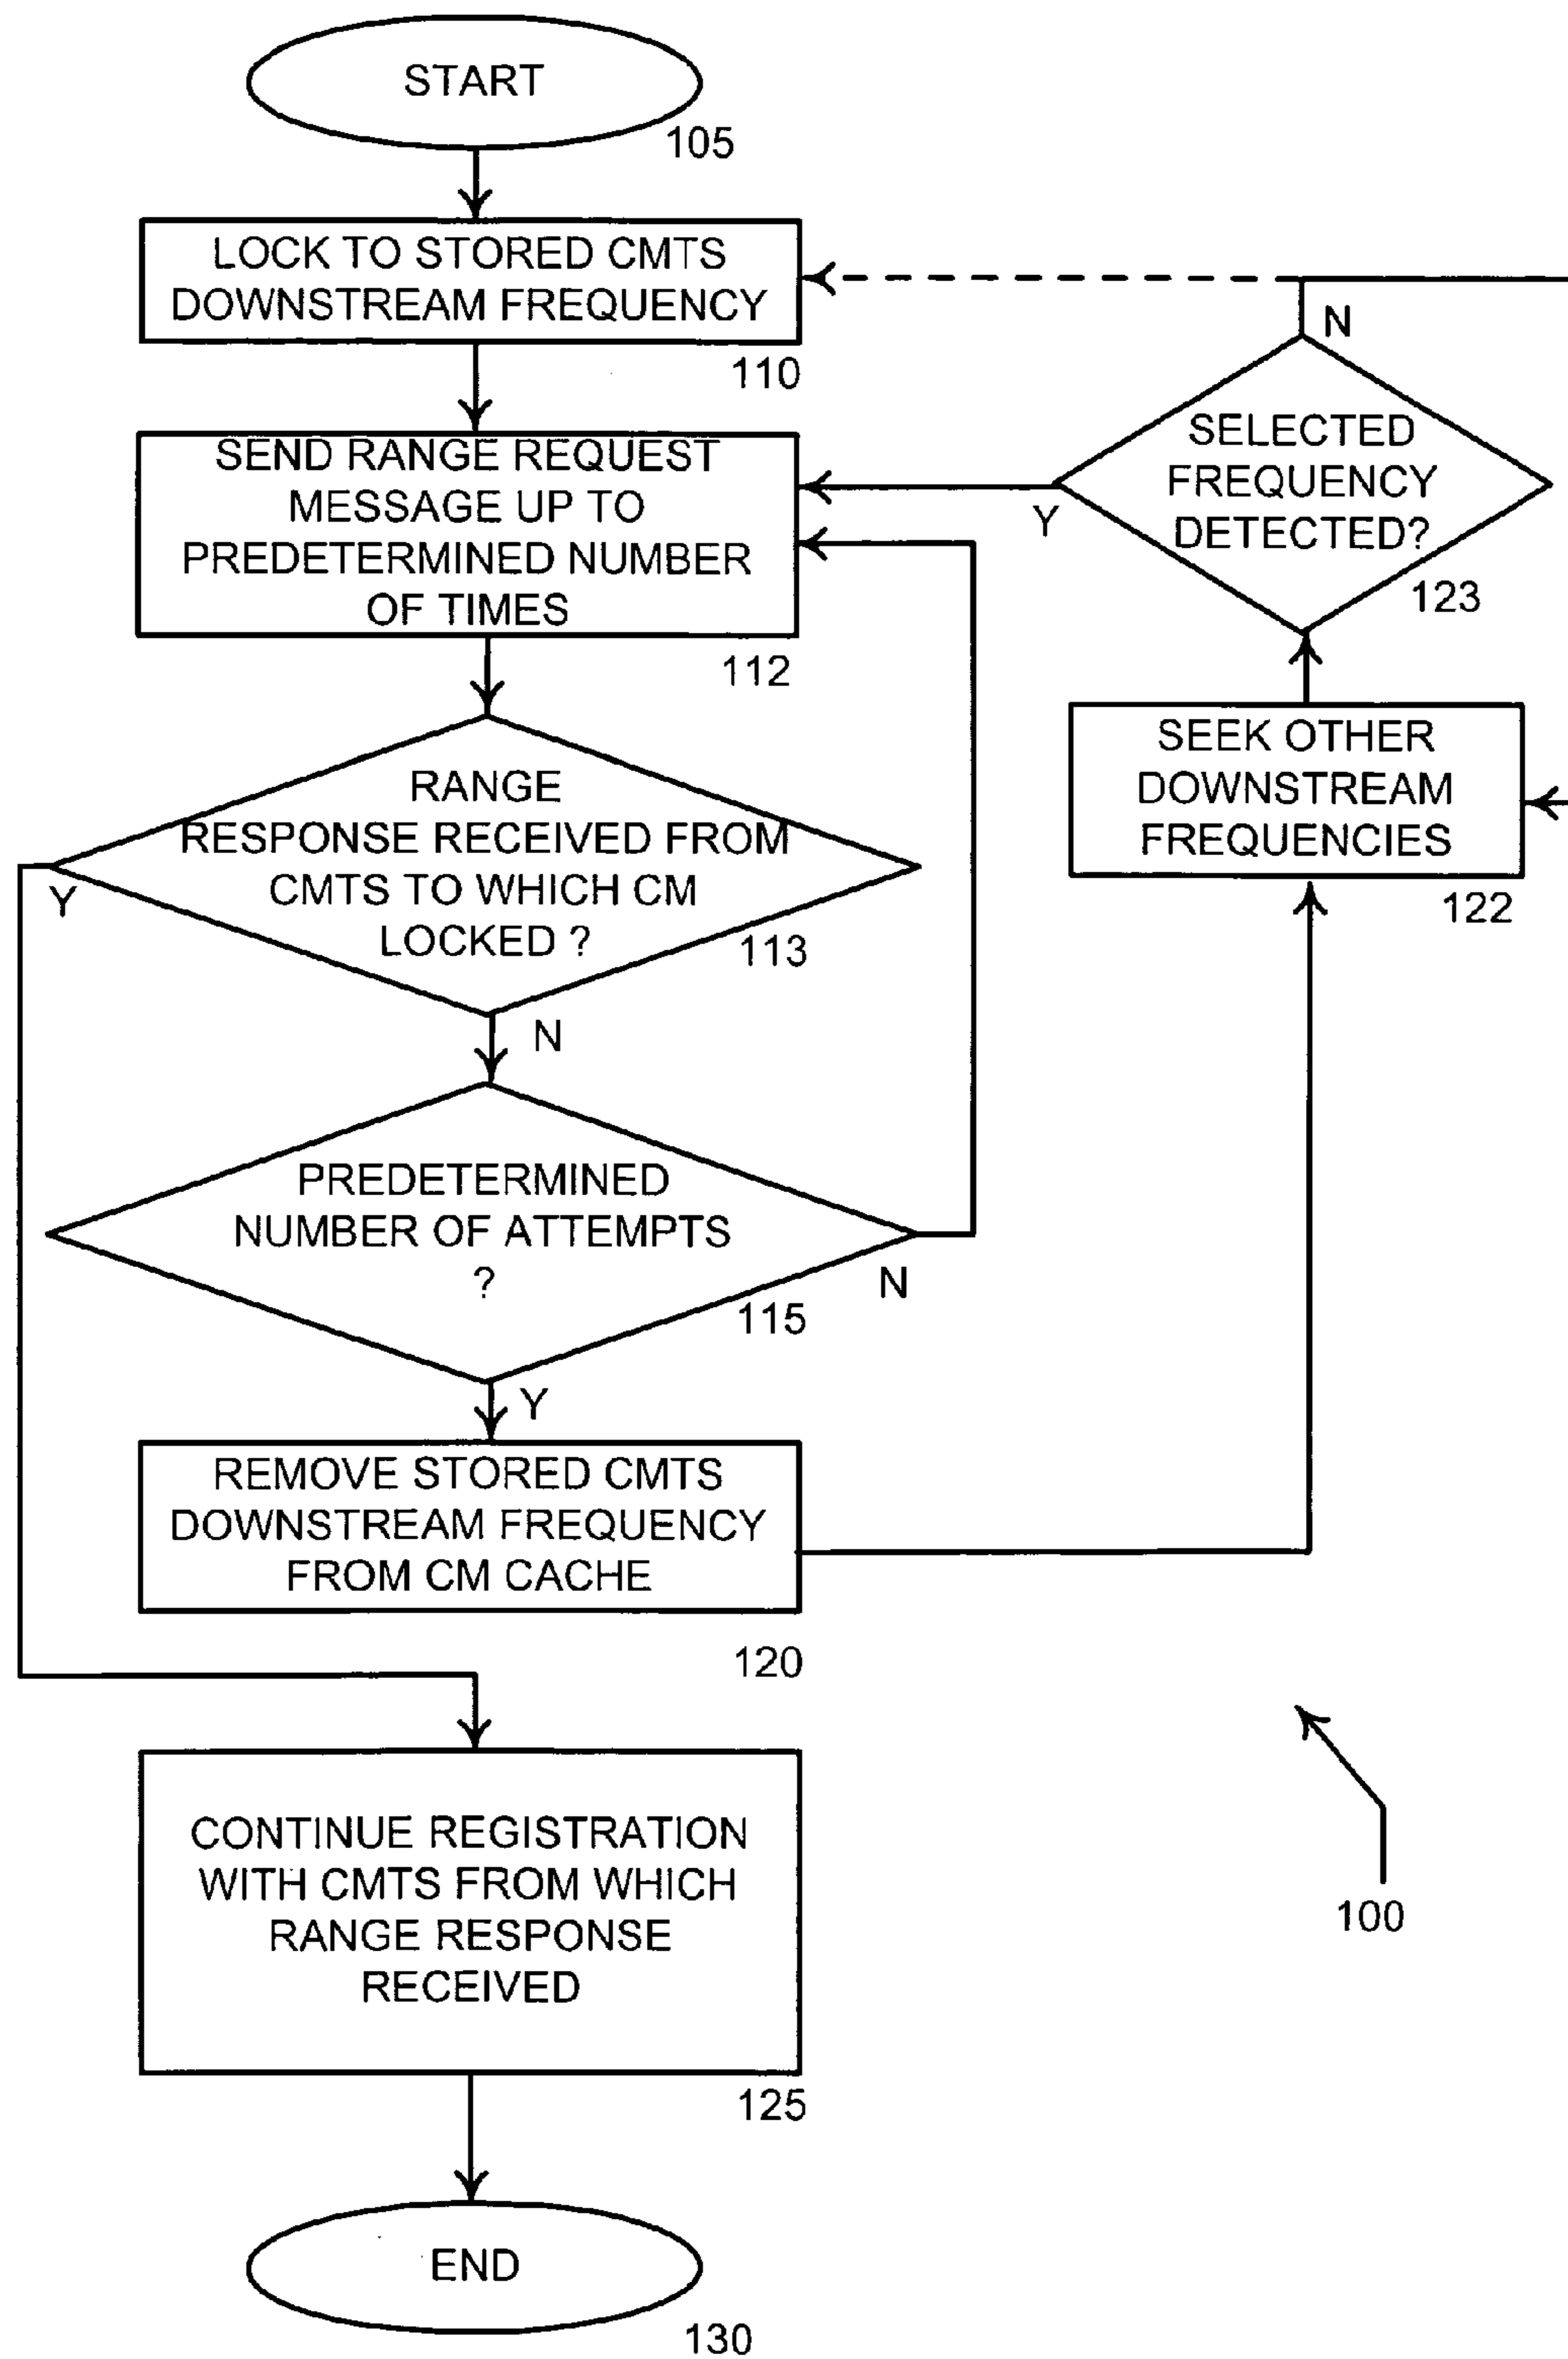 START
105
LOCK TO STORED CMTS
DOWNSTREAM FREQUENCY
110
SEND RANGE REQUEST
MESSAGE UP TO
PREDETERMINED NUMBER
OF TIMES
112
RANGE
RESPONSE RECEIVED FROM
CMTS TO WHICH CM
LOCKED ?
113
Y
N
PREDETERMINED
NUMBER OF ATTEMPTS
?
115
N
Y
REMOVE STORED CMTS
DOWNSTREAM FREQUENCY
FROM CM CACHE
120
CONTINUE REGISTRATION
WITH CMTS FROM WHICH
RANGE RESPONSE
RECEIVED
125
END
130
N
SELECTED
FREQUENCY
DETECTED?
Y
123
SEEK OTHER
DOWNSTREAM
FREQUENCIES
122
100